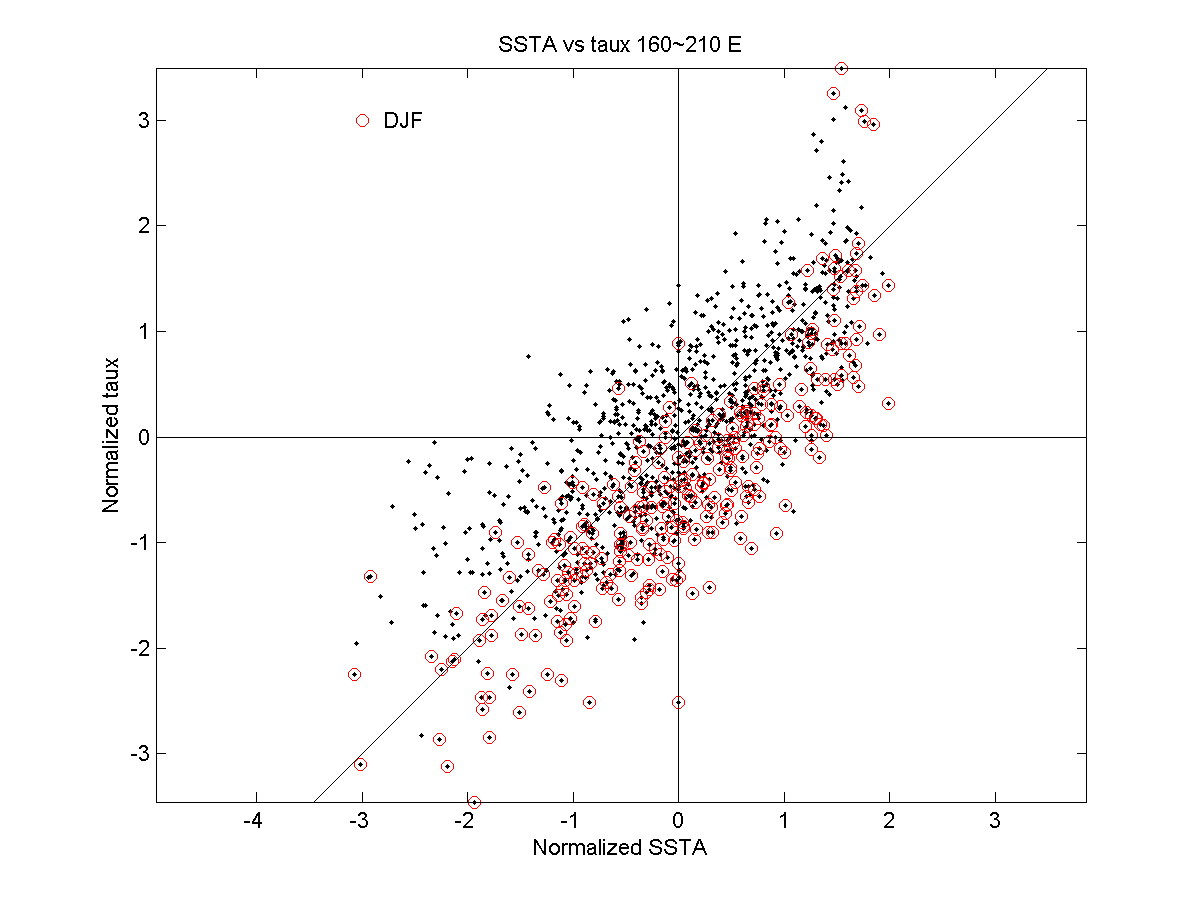 SSTA vs taux 160~210 E
DJF
3
2
1
0
-1
-2
-3
Normalized taux
-4 -3 -2 -1 0 1 2 3
Normalized SSTA